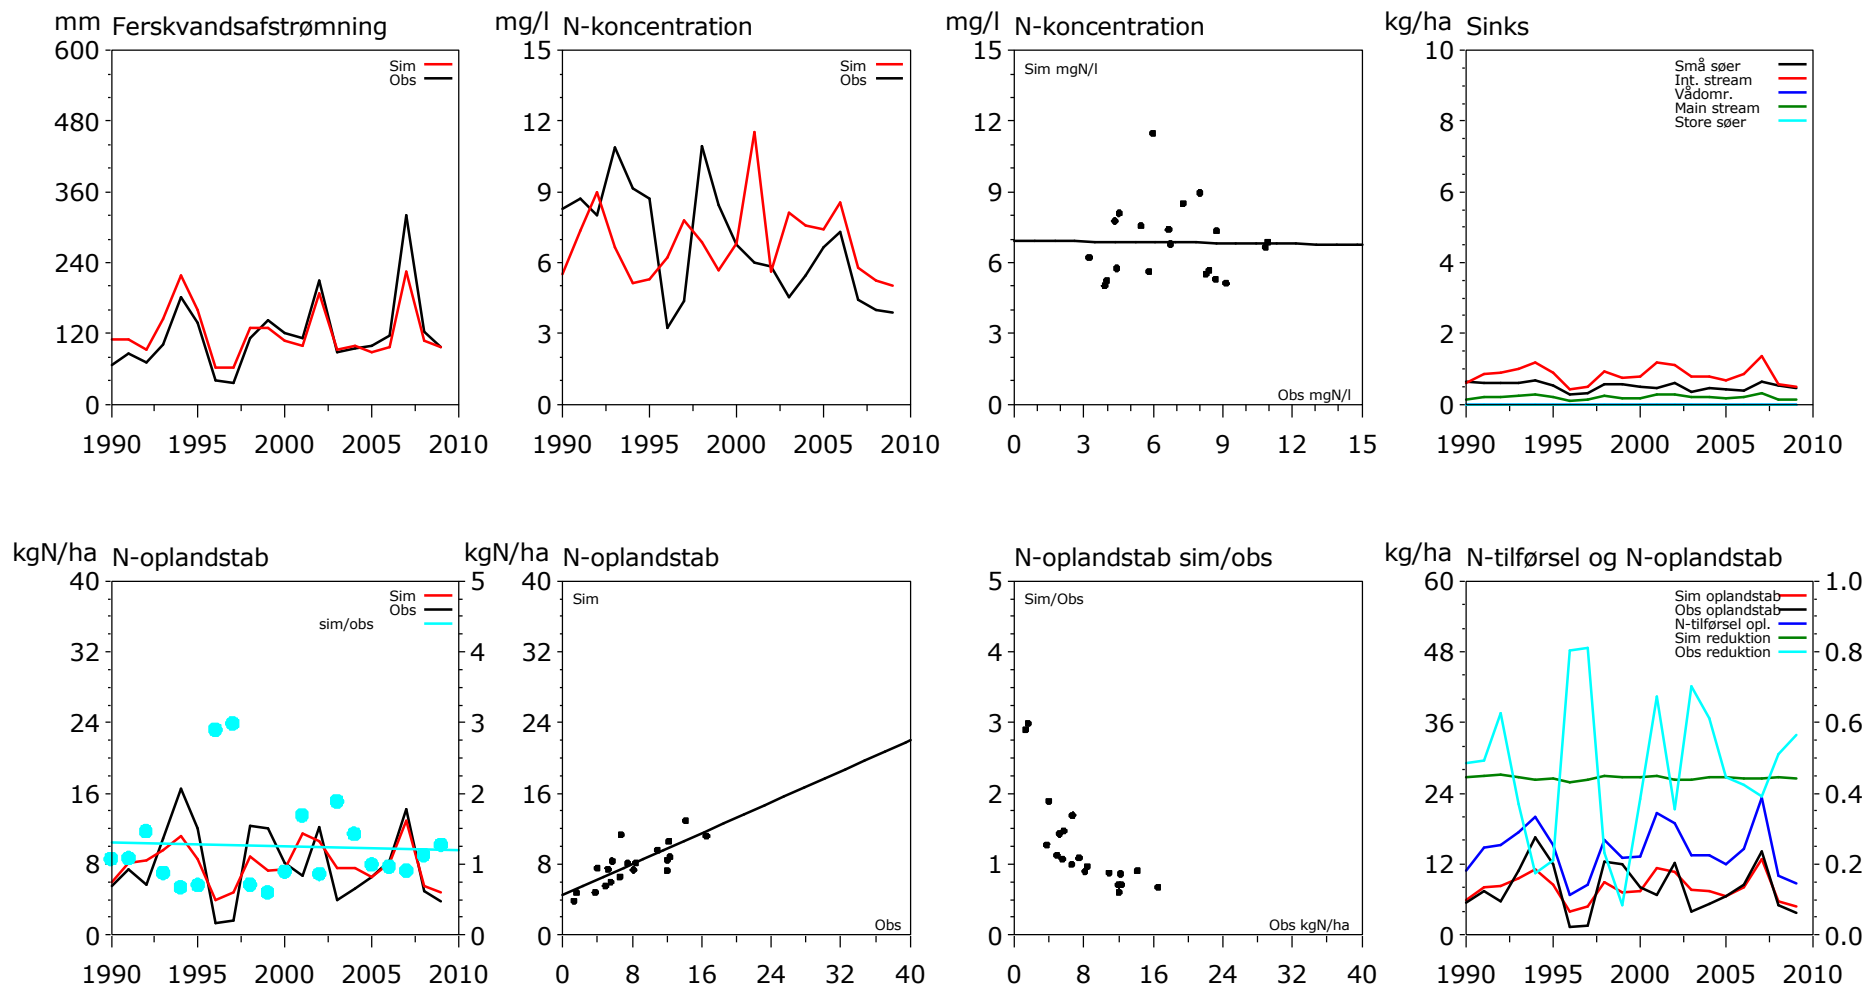 mm Ferskvandsafstrømning
600
480
360
240
120
0
Sim
Obs
1990 1995 2000 2005 2010
mg/l N-koncentration
15
12
9
6
3
0
Sim
Obs
1990 1995 2000 2005 2010
mg/l N-koncentration
15
12
9
6
3
0
Sim mgN/l
Obs mgN/l
0 3 6 9 12 15
kg/ha Sinks
10
8
6
4
2
0
Små søer
Int. stream
Vådomr.
Main stream
Store søer
1990 1995 2000 2005 2010
kgN/ha N-oplandstab
40
32
24
16
8
0
Sim
Obs
sim/obs
5
4
3
2
1
0
1990 1995 2000 2005 2010
kgN/ha N-oplandstab
40
32
24
16
8
0
Sim
Obs
0 8 16 24 32 40
N-oplandstab sim/obs
5
4
3
2
1
0
Sim/Obs
Obs kgN/ha
0 8 16 24 32 40
kg/ha N-tilførsel og N-oplandstab
60
48
36
24
12
0
Sim oplandstab
Obs oplandstab
N-tilførsel opl.
Sim reduktion
Obs reduktion
1.0
0.8
0.6
0.4
0.2
0.0
1990 1995 2000 2005 2010